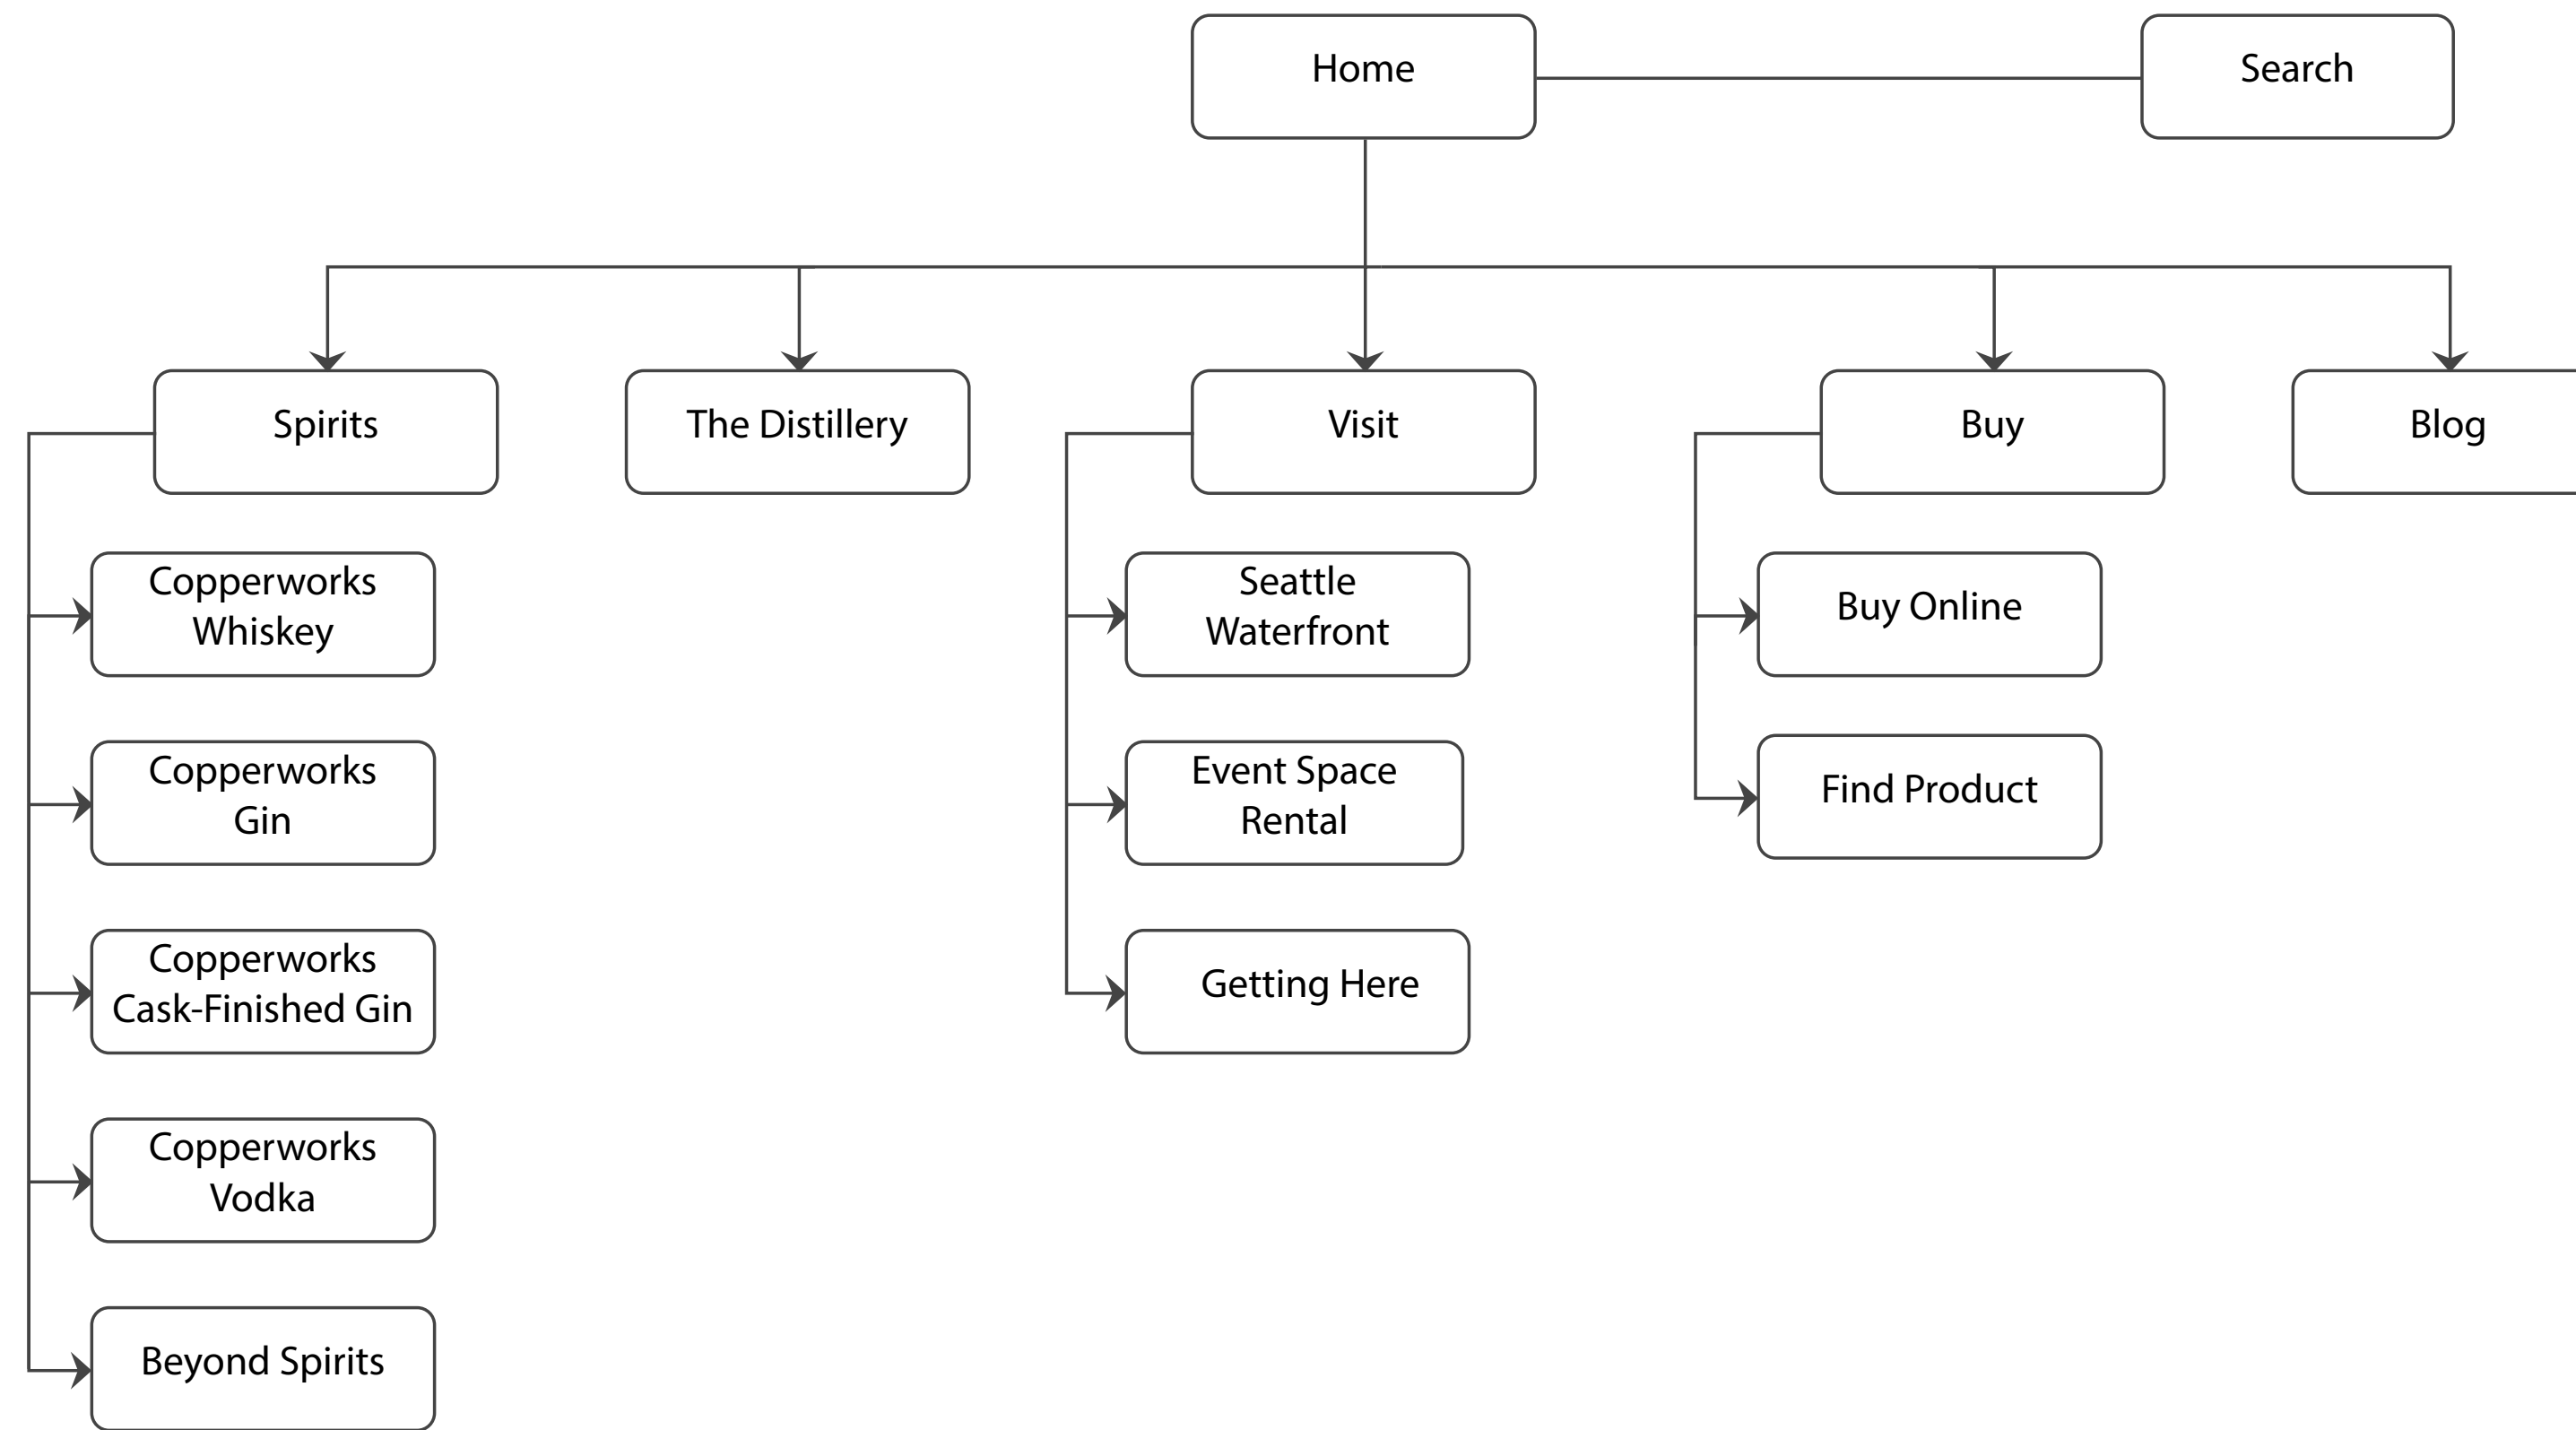 Home
Search
Spirits
The Distillery
Visit
Buy
Blog
Copperworks
Whiskey
Copperworks
Gin
Copperworks
Cask-Finished Gin
Copperworks
Vodka
Beyond Spirits
Seattle
Waterfront
Event Space
Rental
Getting Here
Buy Online
Find Product